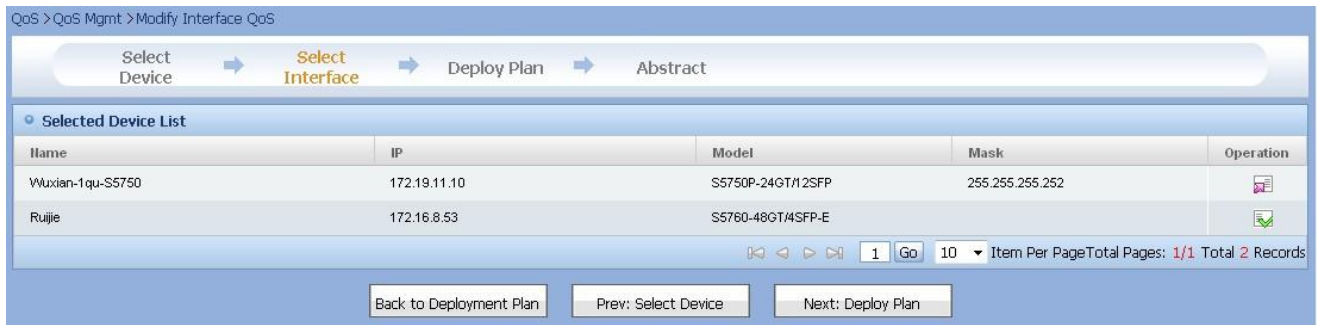 QoS >QoS Mgmt >Modify Interface QoS
Select Device
Select Interface
Deploy Plan
Abstract
Selected Device List
Name IP Model Mask Operation
Wuxian-1qu-S5750 172.19.11.10 S5750P-24GT/12SFP 255.255.255.252
Ruijie 172.16.8.53 S5760-48GT/4SFP-E
1 Go 10 Item Per PageTotal Pages: 1/1 Total 2 Records
Back to Deployment Plan Prev: Select Device Next: Deploy Plan